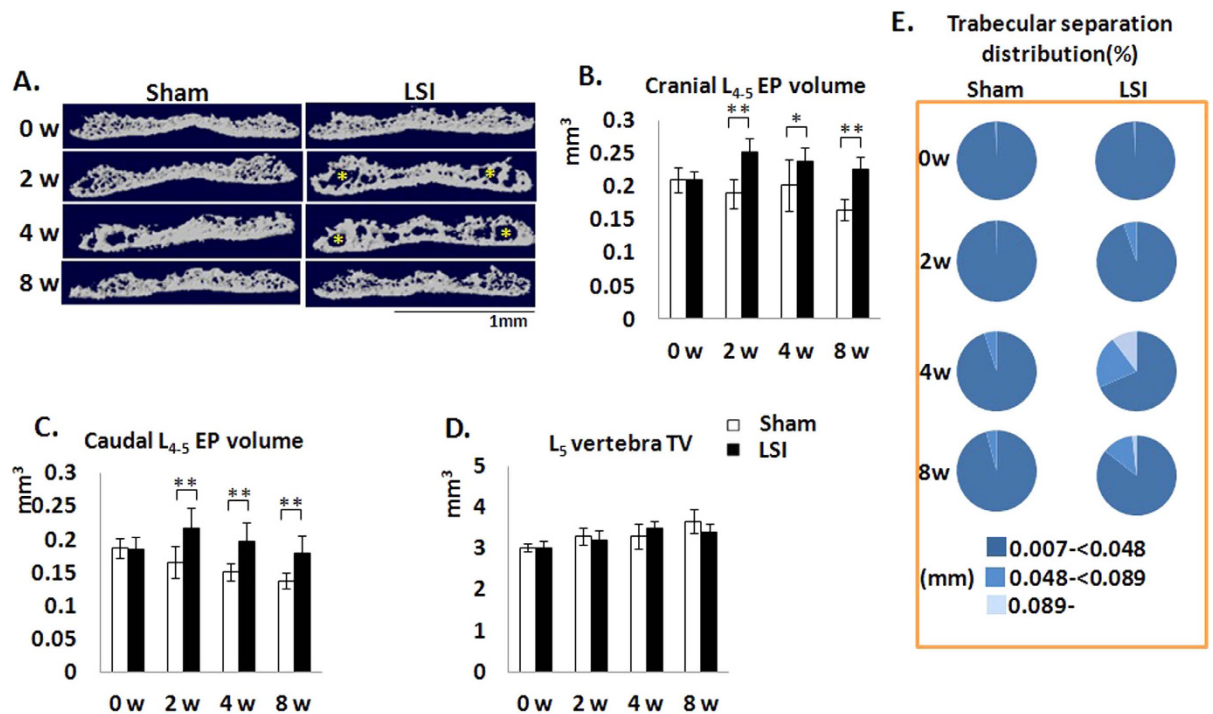 A.
Sham LSI
0 w
2 w
* *
4 w
* *
8 w
1mm
B.
Cranial L4-5 EP volume
mm³
0.3
0.25
0.2
0.15
0.1
0.05
0
** * **
0 w 2 w 4 w 8 w
C.
Caudal L4-5 EP volume
mm³
0.3
0.25
0.2
0.15
0.1
0.05
0
** ** **
0 w 2 w 4 w 8 w
D.
L5 vertebra TV
Sham
LSI
mm³
5
4
3
2
1
0
0 w 2 w 4 w 8 w
E.
Trabecular separation
distribution(%)
Sham LSI
0w
2w
4w
8w
(mm)
0.007-<0.048
0.048-<0.089
0.089-